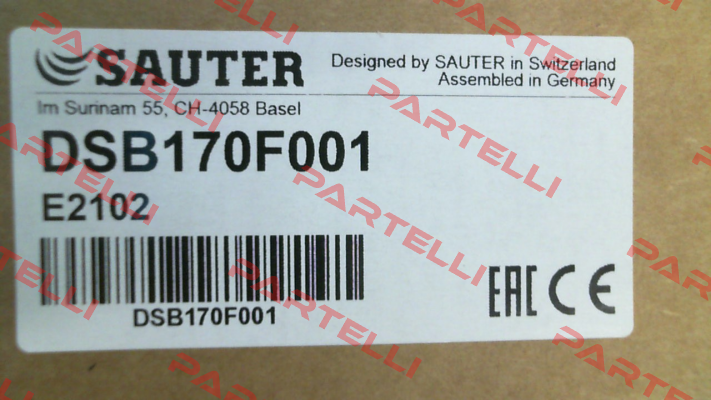 SAUTER
Designed by SAUTER in Switzerland
Assembled in Germany
Im Surinam 55, CH-4058 Basel
DSB170F001
E2102
EAC CE
DSB170F001
PARTELLI
PARTELLI
PARTELLI
PARTELLI
PARTELLI
PARTELLI
PARTELLI